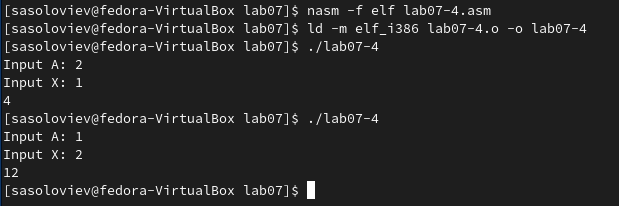 [sasoloviev@fedora-VirtualBox lab07]$ nasm -f elf lab07-4.asm
[sasoloviev@fedora-VirtualBox lab07]$ ld -m elf_i386 lab07-4.o -o lab07-4
[sasoloviev@fedora-VirtualBox lab07]$ ./lab07-4
Input A: 2
Input X: 1
4
[sasoloviev@fedora-VirtualBox lab07]$ ./lab07-4
Input A: 1
Input X: 2
12
[sasoloviev@fedora-VirtualBox lab07]$